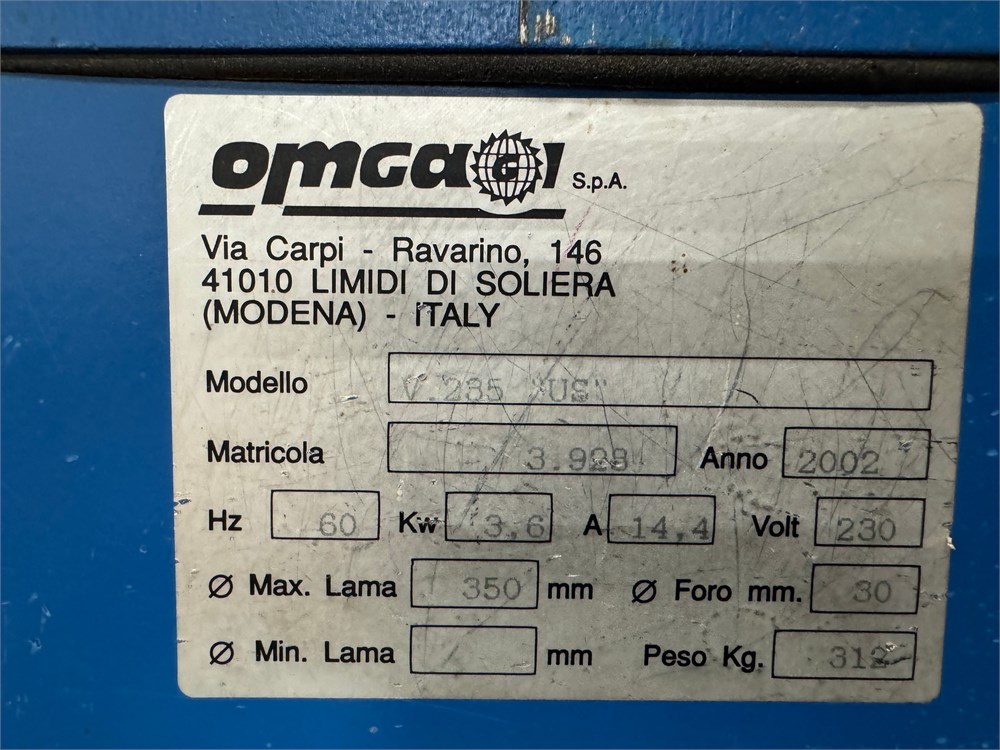 omGa GI S.p.A.
Via Carpi - Ravarino, 146
41010 LIMIDI DI SOLIERA
(MODENA) - ITALY
Modello V.235 "US"
Matricola 3.998 Anno 2002
Hz 60 Kw 3,6 A 14,4 Volt 230
Ø Max. Lama 350 mm Ø Foro mm. 30
Ø Min. Lama mm Peso Kg. 312